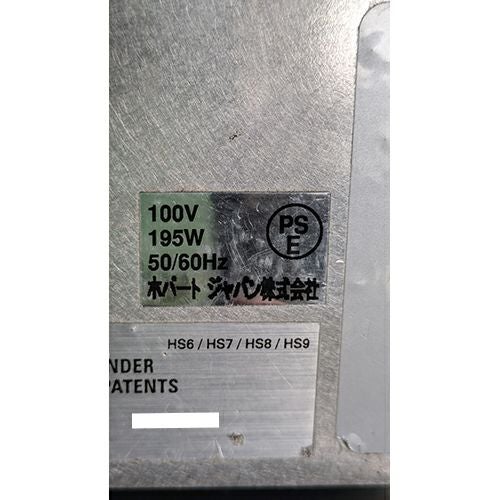 100V
195W
50/60Hz
PS
E
ホバート ジャパン株式会社
HS6 / HS7 / HS8 / HS9
NDER
PATENTS